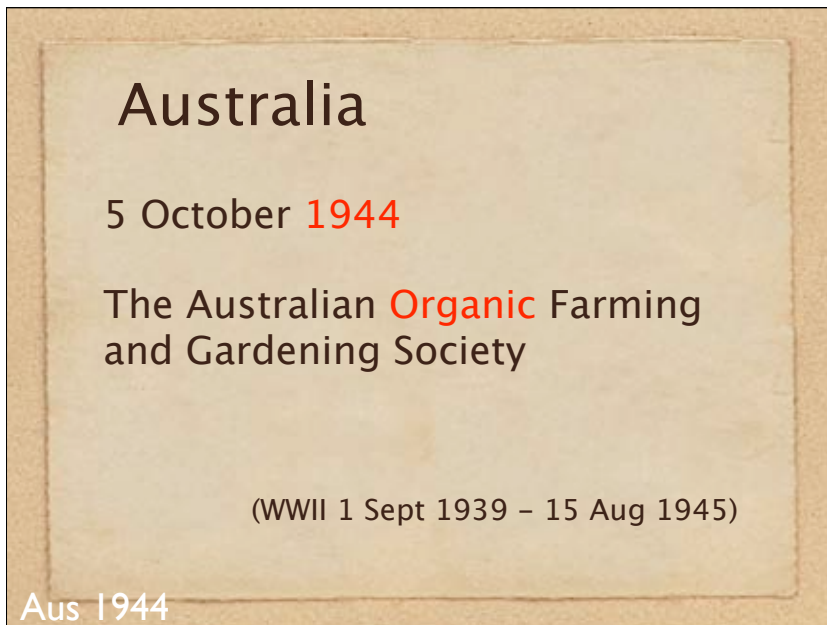 Australia
5 October 1944
The Australian Organic Farming
and Gardening Society
(WWII 1 Sept 1939 – 15 Aug 1945)
Aus 1944